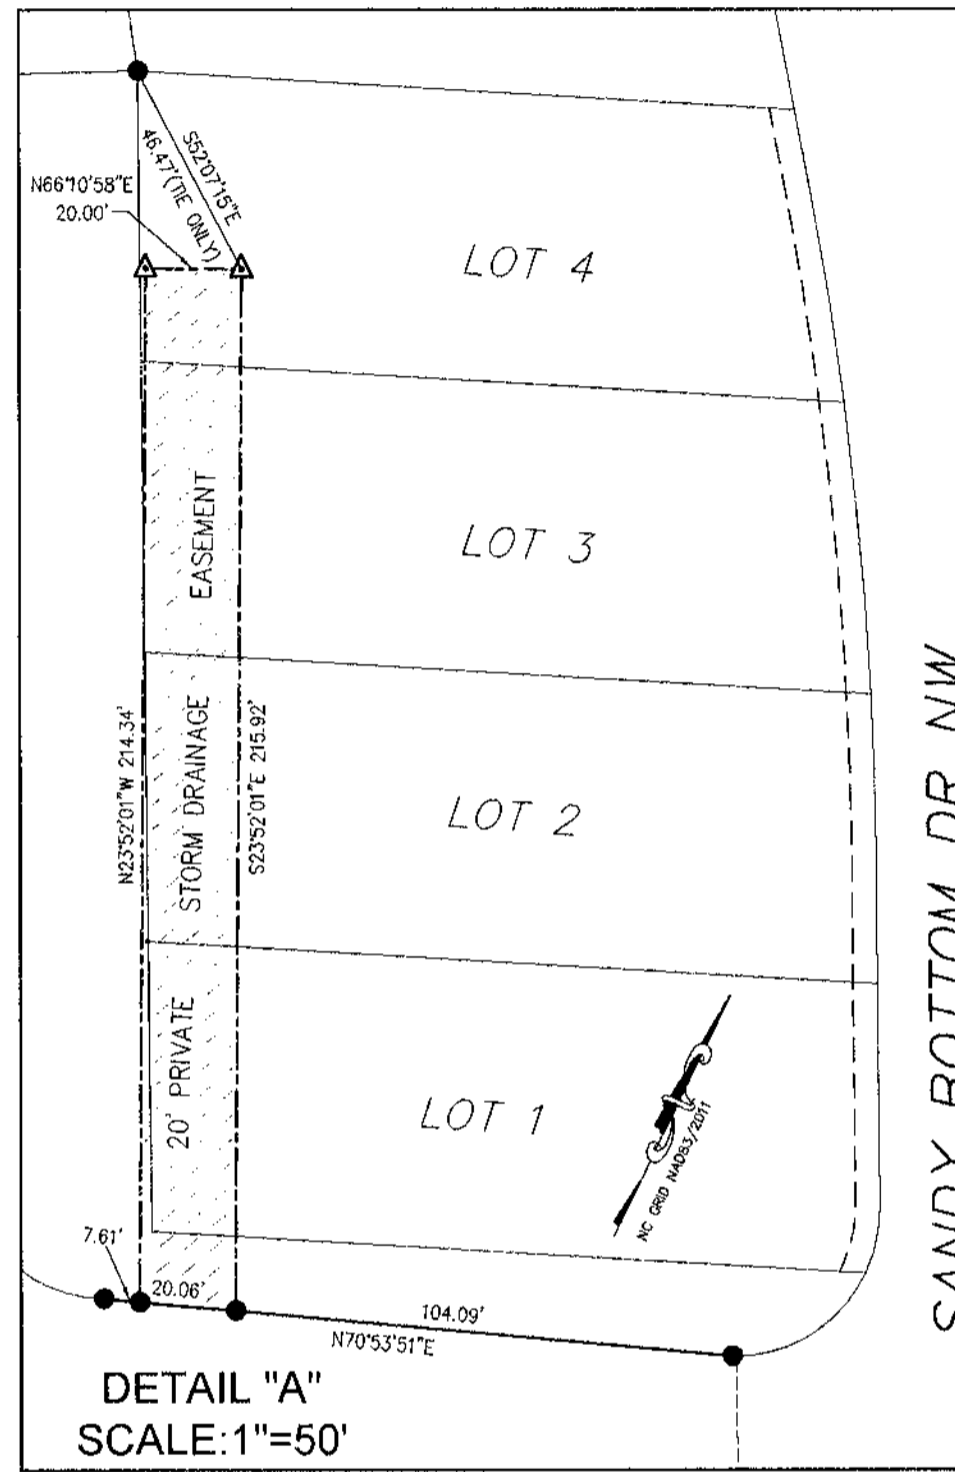 S52°07'15"E
46.47'(TIE ONLY)
N66°10'58"E
20.00'
LOT 4
EASEMENT
LOT 3
N23°52'01"W 214.34'
STORM DRAINAGE
S23°52'01"E 215.92'
LOT 2
SANDY BOTTOM DR NW
20' PRIVATE
LOT 1
NC GRID NAD83/2011
7.61'
20.06'
104.09'
N70°53'51"E
DETAIL "A"
SCALE:1"=50'